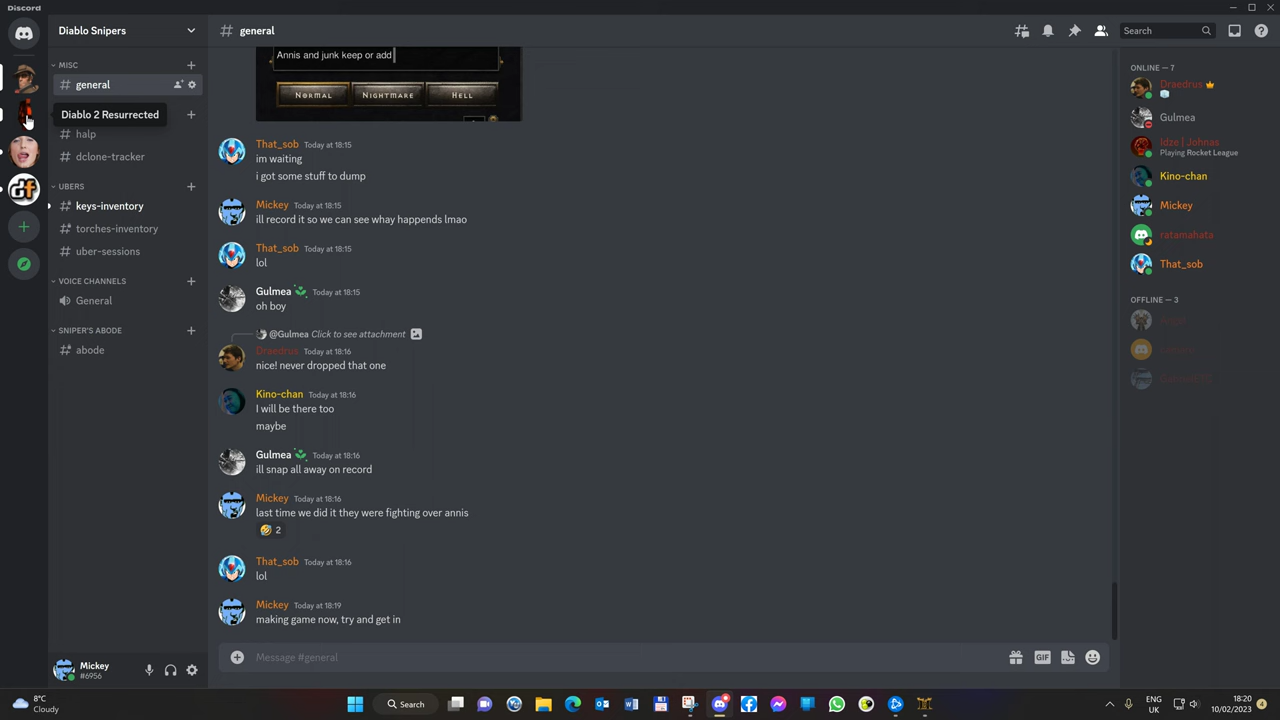 Discord
Diablo Snipers
general
Search
MISC
general
Diablo 2 Resurrected
halp
dclone-tracker
UBERS
keys-inventory
torches-inventory
uber-sessions
VOICE CHANNELS
General
SNIPER'S ABODE
abode
Mickey
#6956
Annis and junk keep or add
NORMAL NIGHTMARE HELL
That_sob Today at 18:15
im waiting
i got some stuff to dump
Mickey Today at 18:15
ill record it so we can see whay happends lmao
That_sob Today at 18:15
lol
Gulmea Today at 18:15
oh boy
@Gulmea Click to see attachment
Draedrus Today at 18:16
nice! never dropped that one
Kino-chan Today at 18:16
I will be there too
maybe
Gulmea Today at 18:16
ill snap all away on record
Mickey Today at 18:16
last time we did it they were fighting over annis
2
That_sob Today at 18:16
lol
Mickey Today at 18:19
making game now, try and get in
Message #general
GIF
ONLINE — 7
Draedrus
Gulmea
Idze | Johnas
Playing Rocket League
Kino-chan
Mickey
ratamahata
That_sob
OFFLINE — 3
8°C
Cloudy
Search
ENG
UK
18:20
10/02/2023